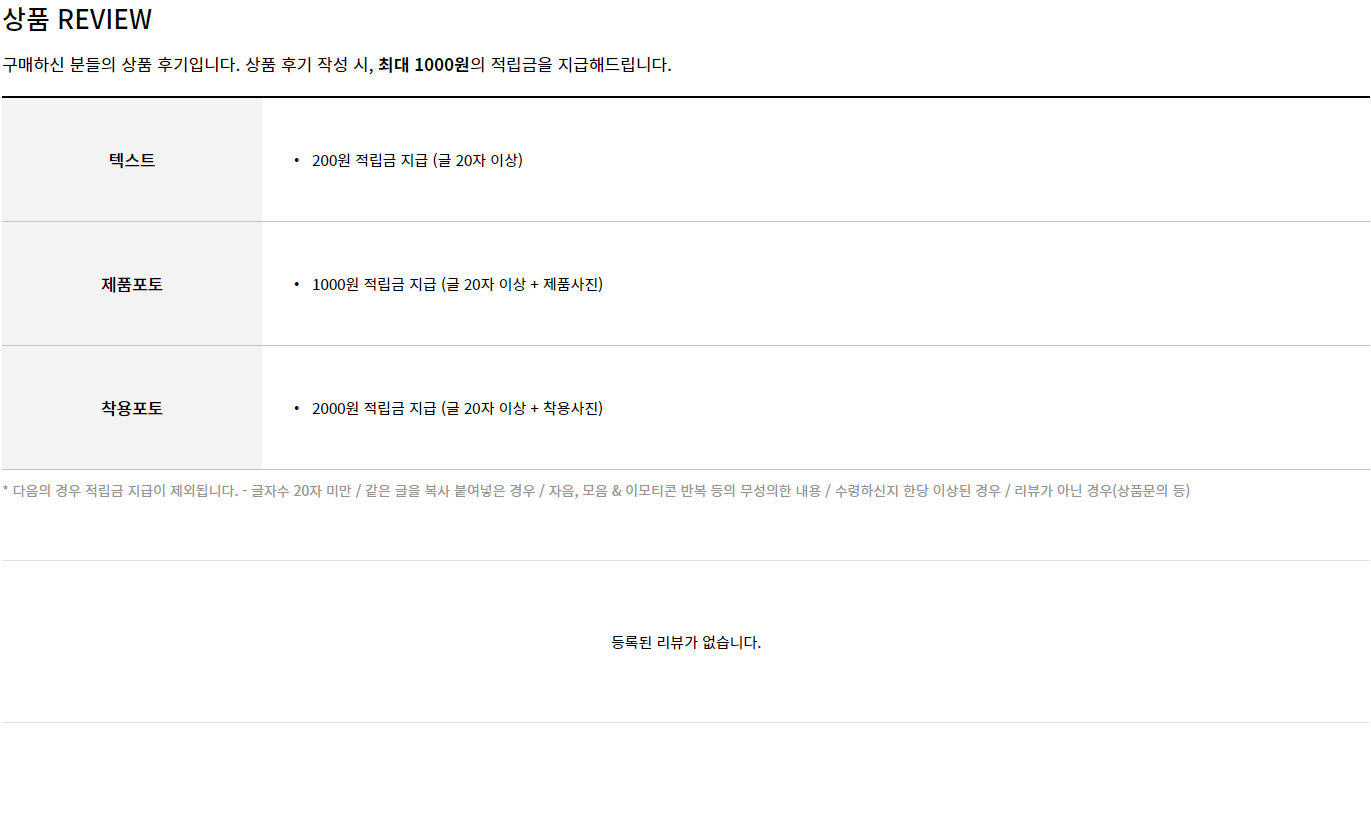 상품 REVIEW
구매하신 분들의 상품 후기입니다. 상품 후기 작성 시, 최대 1000원의 적립금을 지급해드립니다.
텍스트
• 200원 적립금 지급 (글 20자 이상)
제품포토
• 1000원 적립금 지급 (글 20자 이상 + 제품사진)
착용포토
• 2000원 적립금 지급 (글 20자 이상 + 착용사진)
* 다음의 경우 적립금 지급이 제외됩니다. - 글자수 20자 미만 / 같은 글을 복사 붙여넣은 경우 / 자음, 모음 & 이모티콘 반복 등의 무성의한 내용 / 수령하신지 한당 이상된 경우 / 리뷰가 아닌 경우(상품문의 등)
등록된 리뷰가 없습니다.